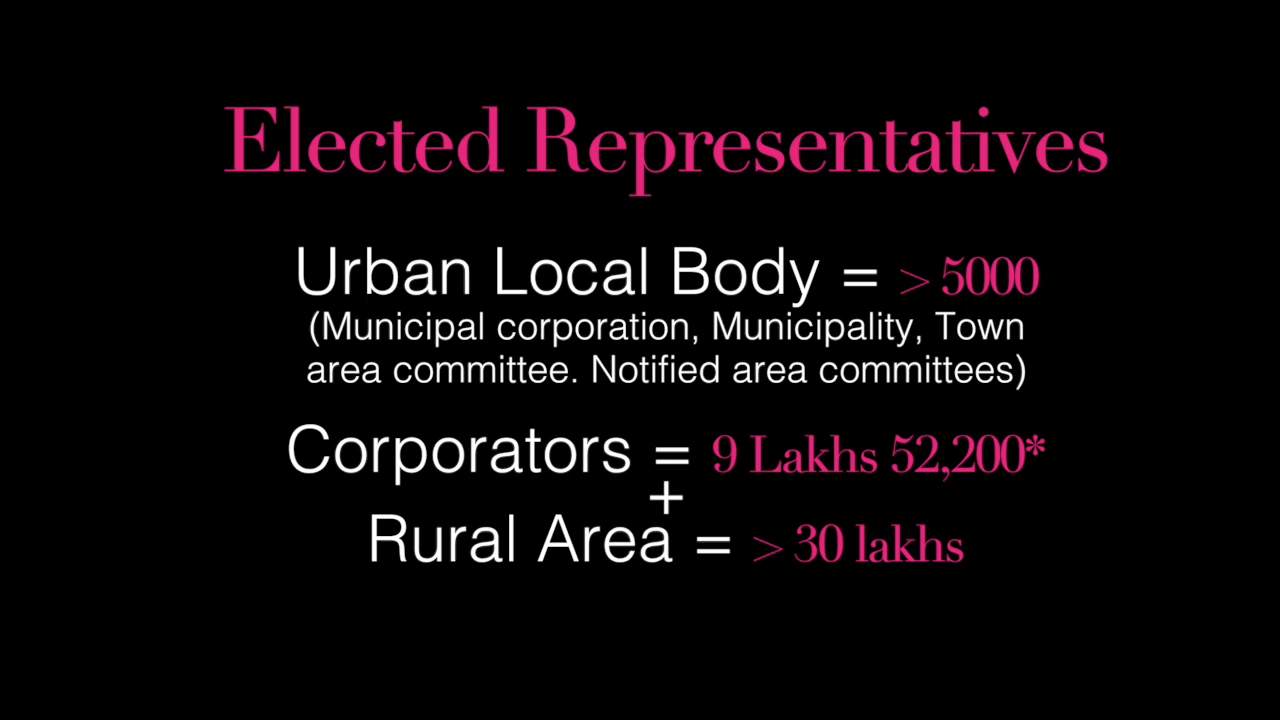 Elected Representatives
Urban Local Body = > 5000
(Municipal corporation, Municipality, Town
area committee. Notified area committees)
Corporators = 9 Lakhs 52,200*
+
Rural Area = > 30 lakhs